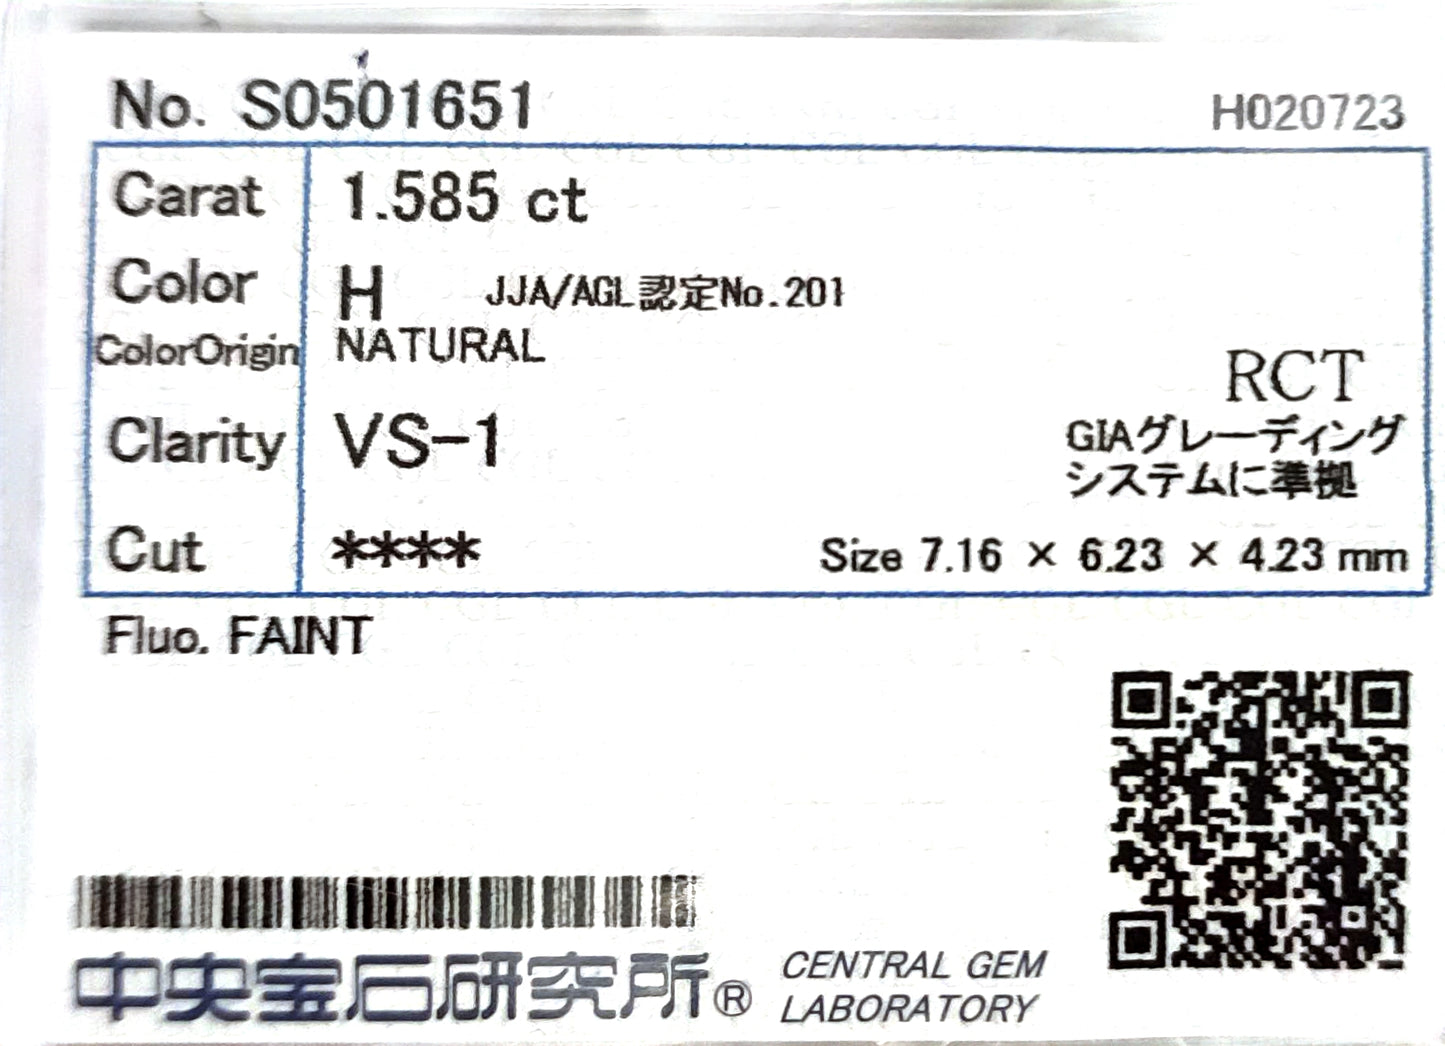 No. S0501651 H020723
Carat 1.585 ct
Color H JJA/AGL認定No.201
ColorOrigin NATURAL
RCT
Clarity VS-1
GIAグレーディング
システムに準拠
Cut **** Size 7.16 × 6.23 × 4.23 mm
Fluo. FAINT
中央宝石研究所® CENTRAL GEM
LABORATORY